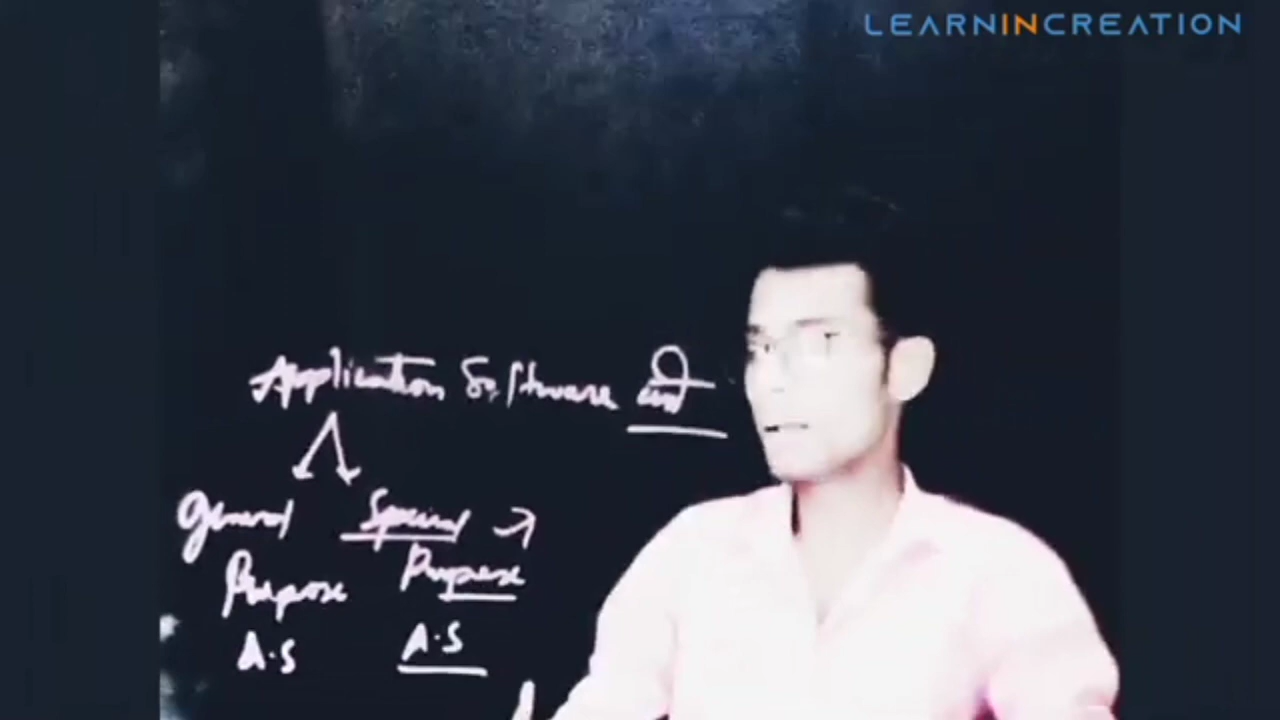 LEARNINCREATION
Application Software
General Special
Purpose Purpose
A.S A.S